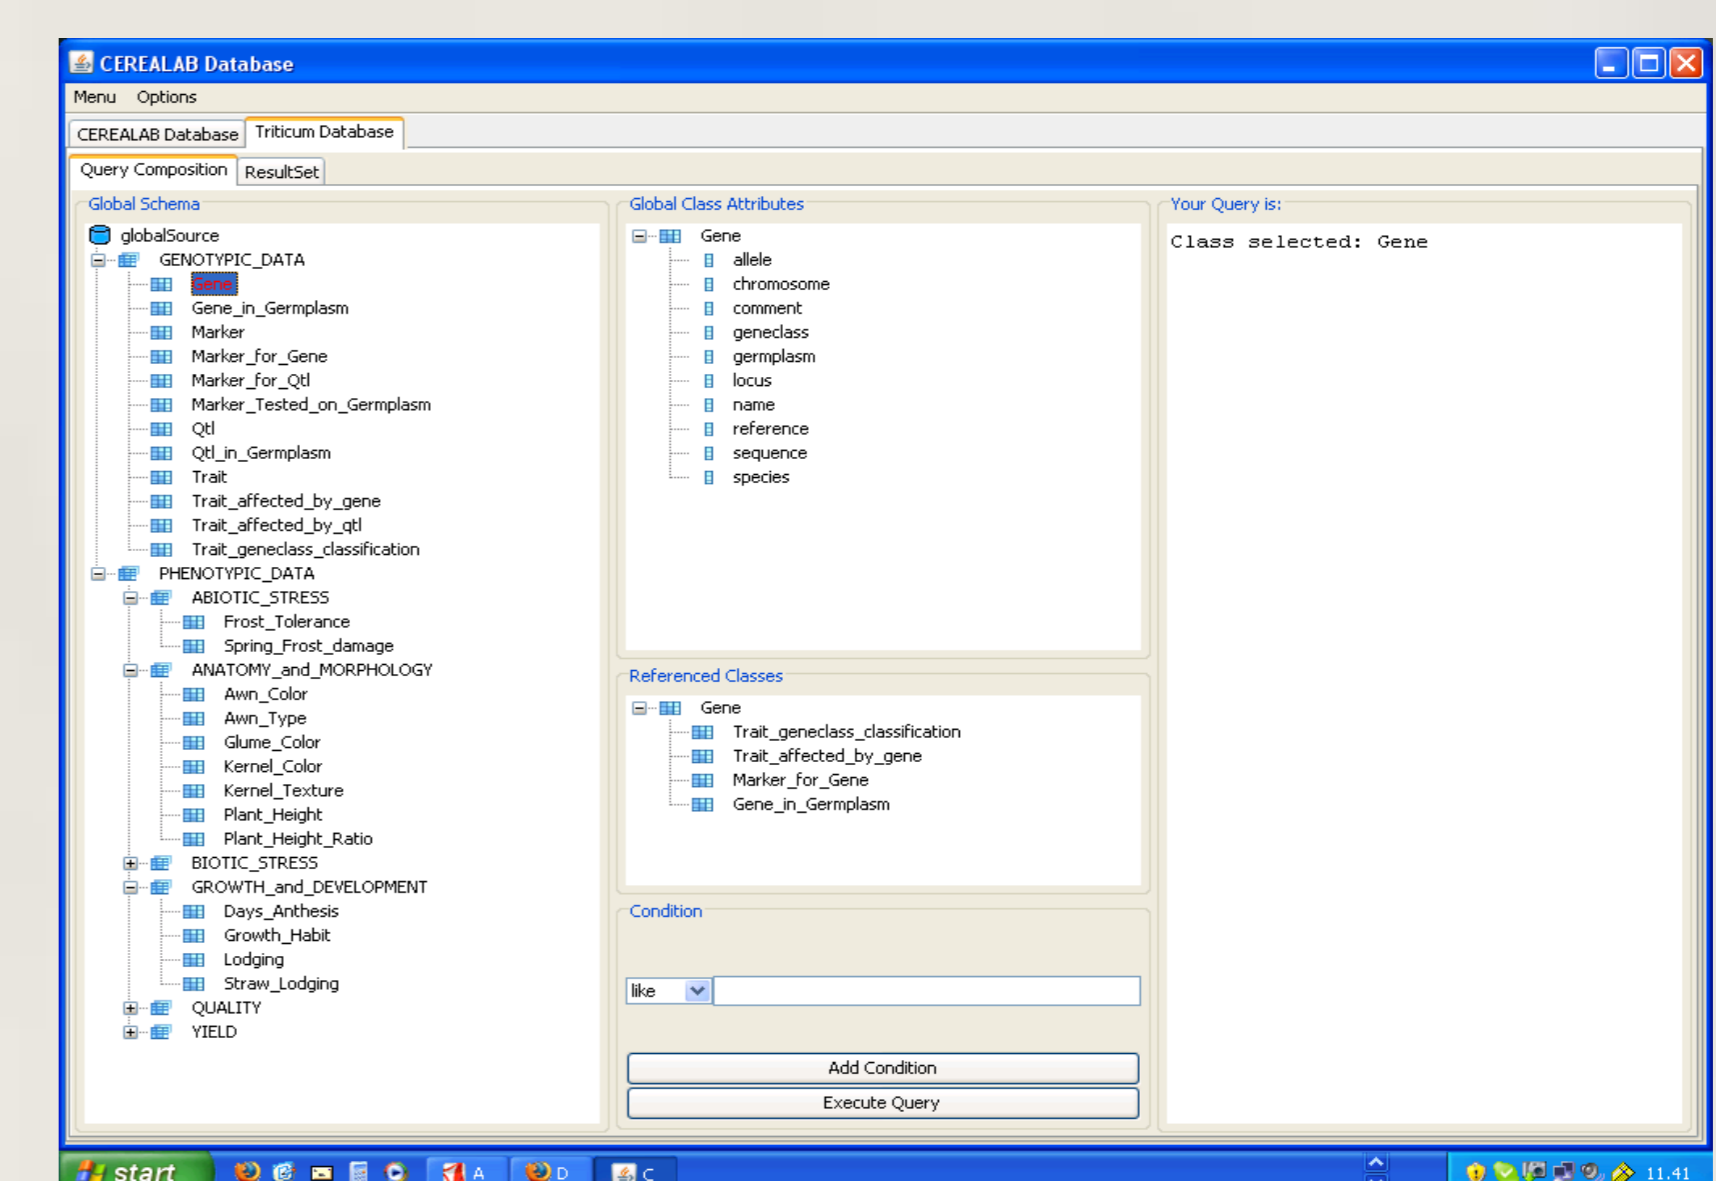 CEREALAB Database
Menu Options
CEREALAB Database Triticum Database
Query Composition ResultSet
Global Schema
globalSource
GENOTYPIC_DATA
Gene
Gene_in_Germplasm
Marker
Marker_for_Gene
Marker_for_Qtl
Marker_Tested_on_Germplasm
Qtl
Qtl_in_Germplasm
Trait
Trait_affected_by_gene
Trait_affected_by_qtl
Trait_geneclass_classification
PHENOTYPIC_DATA
ABIOTIC_STRESS
Frost_Tolerance
Spring_Frost_damage
ANATOMY_and_MORPHOLOGY
Awn_Color
Awn_Type
Glume_Color
Kernel_Color
Kernel_Texture
Plant_Height
Plant_Height_Ratio
BIOTIC_STRESS
GROWTH_and_DEVELOPMENT
Days_Anthesis
Growth_Habit
Lodging
Straw_Lodging
QUALITY
YIELD
Global Class Attributes
Gene
allele
chromosome
comment
geneclass
germplasm
locus
name
reference
sequence
species
Referenced Classes
Gene
Trait_geneclass_classification
Trait_affected_by_gene
Marker_for_Gene
Gene_in_Germplasm
Condition
like
Add Condition
Execute Query
Your Query is:
Class selected: Gene
start A D C 11.41